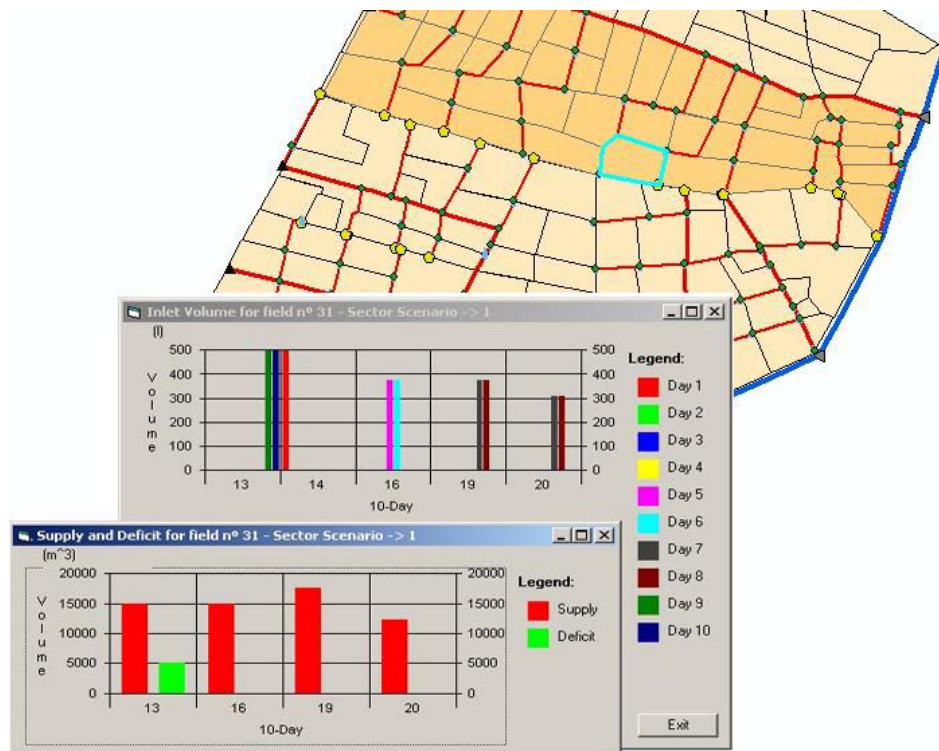 Inlet Volume for field nº 31 - Sector Scenario -> 1
(l)
Volume
500
400
300
200
100
0
500
400
300
200
100
0
13 14 16 19 20
10-Day
Legend:
Day 1
Day 2
Day 3
Day 4
Day 5
Day 6
Day 7
Day 8
Day 9
Day 10
Exit
Supply and Deficit for field nº 31 - Sector Scenario -> 1
(m^3)
Volume
20000
15000
10000
5000
0
20000
15000
10000
5000
0
13 16 19 20
10-Day
Legend:
Supply
Deficit